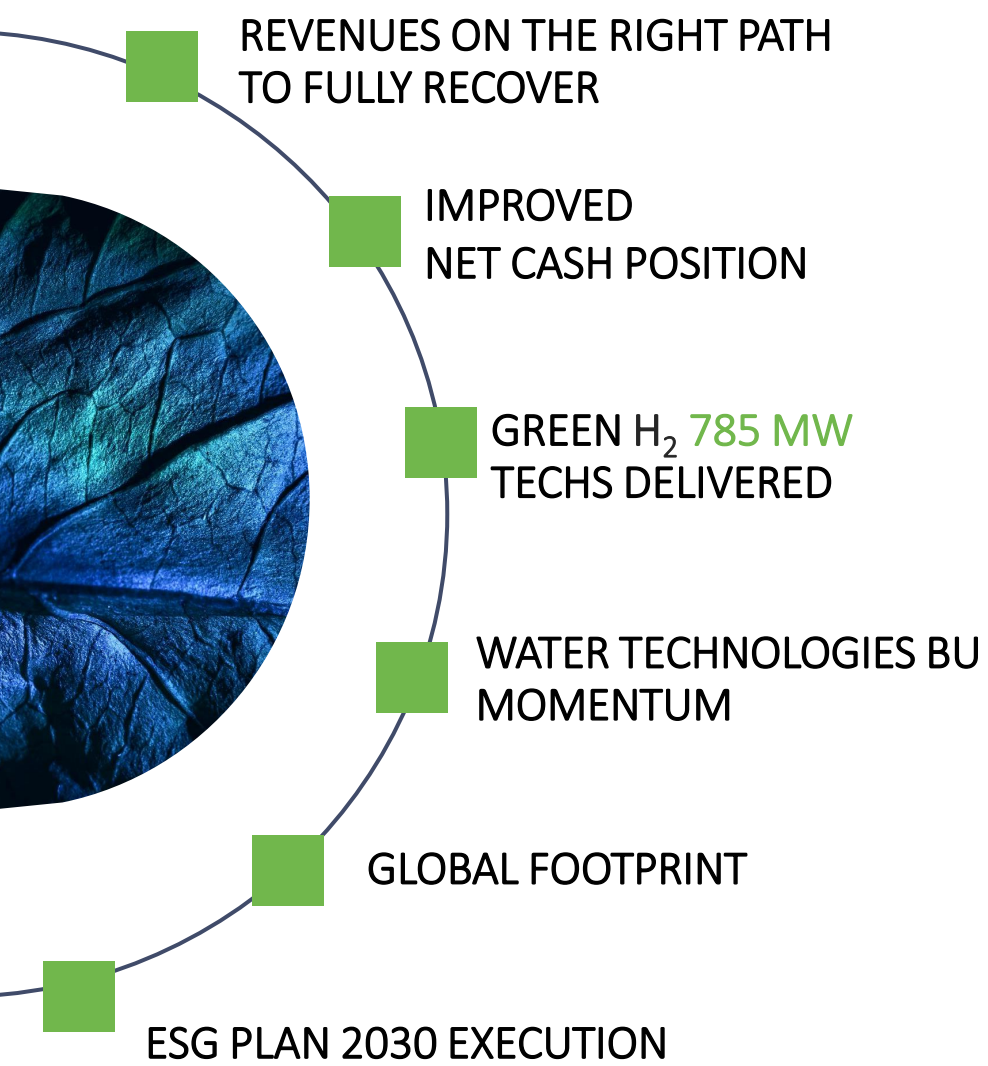 REVENUES ON THE RIGHT PATH
TO FULLY RECOVER
IMPROVED
NET CASH POSITION
GREEN H₂ 785 MW
TECHS DELIVERED
WATER TECHNOLOGIES BU
MOMENTUM
GLOBAL FOOTPRINT
ESG PLAN 2030 EXECUTION